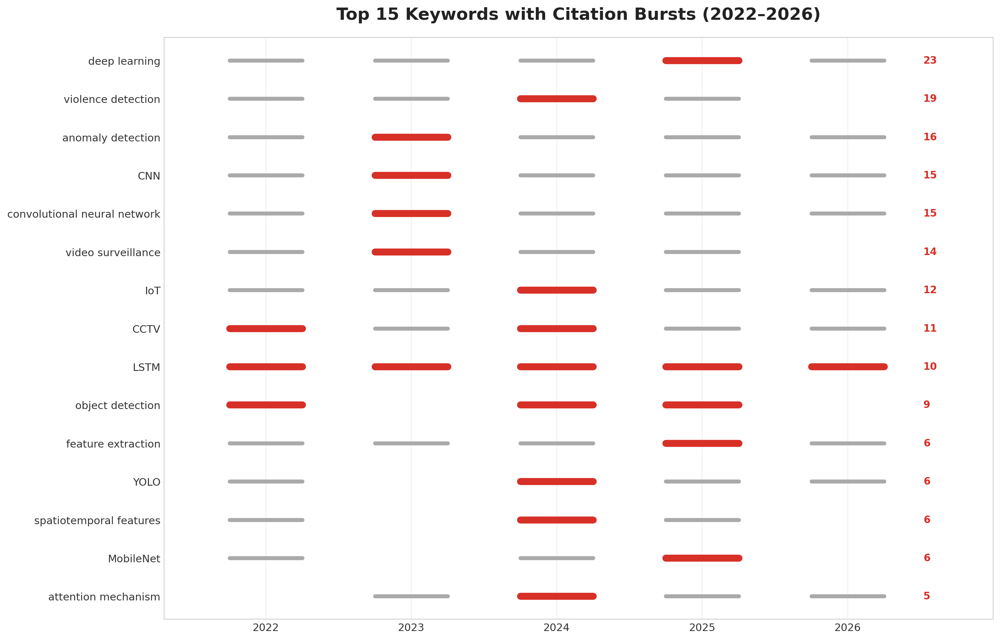 Top 15 Keywords with Citation Bursts (2022–2026)
deep learning 23
violence detection 19
anomaly detection 16
CNN 15
convolutional neural network 15
video surveillance 14
IoT 12
CCTV 11
LSTM 10
object detection 9
feature extraction 6
YOLO 6
spatiotemporal features 6
MobileNet 6
attention mechanism 5
2022 2023 2024 2025 2026